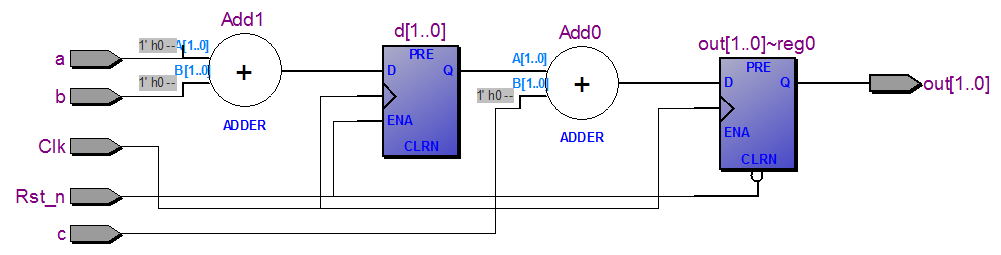 Add1
d[1..0]
Add0
out[1..0]~reg0
a
1' h0 --
A[1..0]
B[1..0]
b
1' h0 --
+
ADDER
PRE
D
Q
ENA
CLRN
A[1..0]
B[1..0]
1' h0 --
+
ADDER
PRE
D
Q
ENA
CLRN
out[1..0]
Clk
Rst_n
c